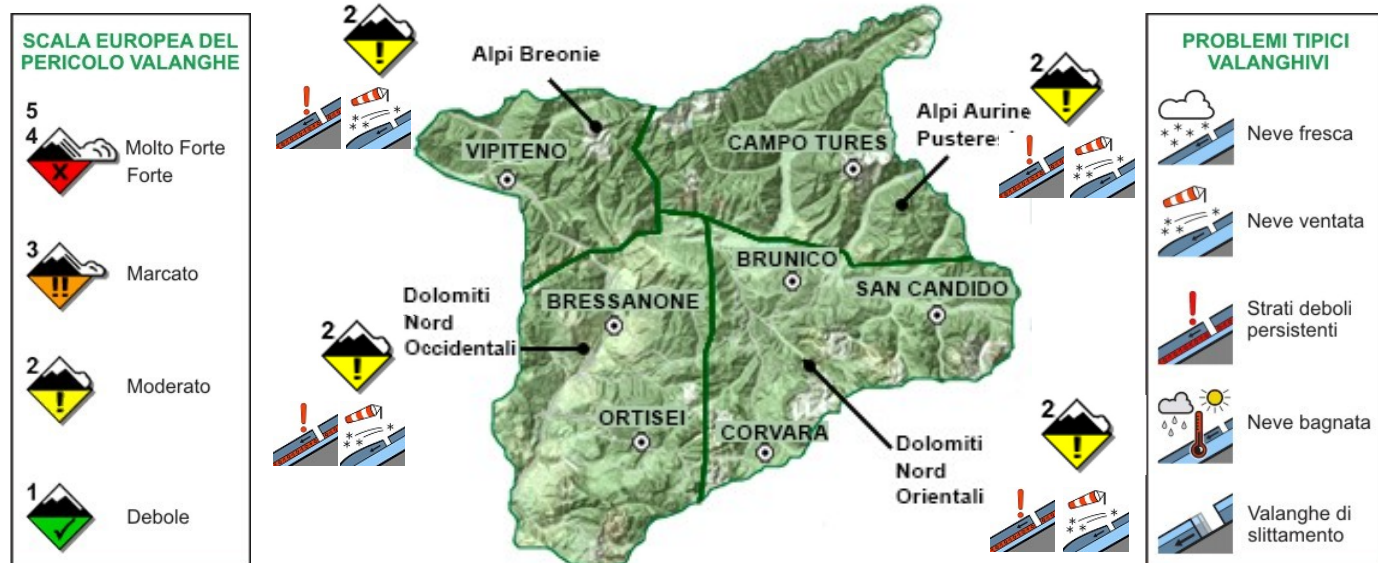 SCALA EUROPEA DEL
PERICOLO VALANGHE
5
4
Molto Forte
Forte
3
Marcato
2
Moderato
1
Debole
2
Alpi Breonie
2
Alpi Aurine
VIPITENO
CAMPO TURES
BRUNICO
SAN CANDIDO
Dolomiti
Nord
Occidentali
BRESSANONE
2
ORTISEI
CORVARA
Dolomiti
Nord
Orientali
2
PROBLEMI TIPICI
VALANGHIVI
Neve fresca
Neve ventata
Strati deboli
persistenti
Neve bagnata
Valanghe di
slittamento